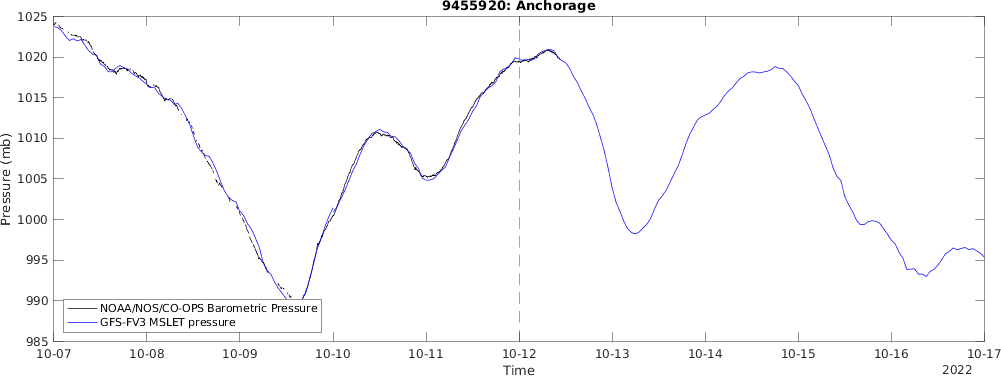 9455920: Anchorage
1025
1020
1015
1010
1005
1000
995
990
985
Pressure (mb)
NOAA/NOS/CO-OPS Barometric Pressure
GFS-FV3 MSLET pressure
10-07 10-08 10-09 10-10 10-11 10-12 10-13 10-14 10-15 10-16 10-17
Time
2022